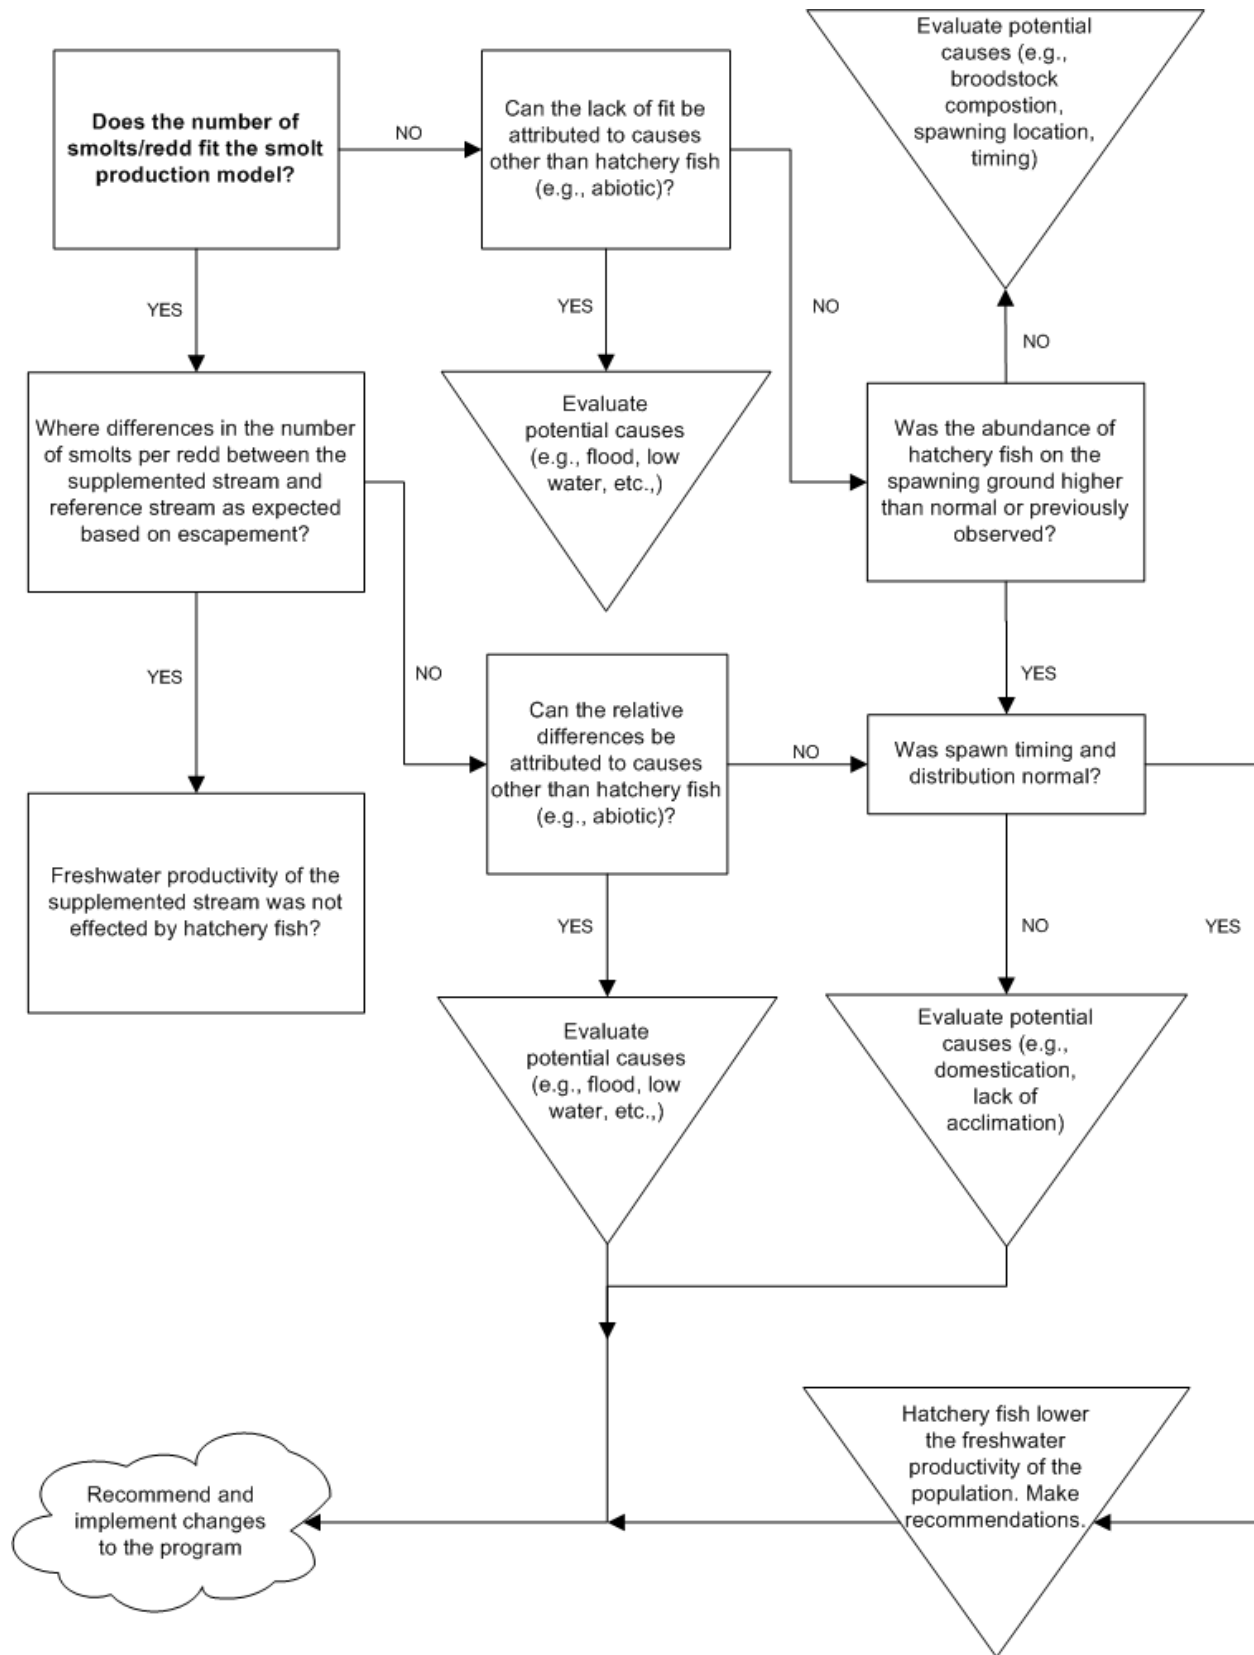 Does the number of
smolts/redd fit the smolt
production model?
NO
Can the lack of fit be
attributed to causes
other than hatchery fish
(e.g., abiotic)?
Evaluate potential
causes (e.g.,
broodstock
compostion,
spawning location,
timing)
YES
YES
NO
NO
Where differences in the number
of smolts per redd between the
supplemented stream and
reference stream as expected
based on escapement?
Evaluate
potential causes
(e.g., flood, low
water, etc.,)
Was the abundance of
hatchery fish on the
spawning ground higher
than normal or previously
observed?
YES
NO
YES
Can the relative
differences be
attributed to causes
other than hatchery fish
(e.g., abiotic)?
NO
Was spawn timing and
distribution normal?
Freshwater productivity of the
supplemented stream was not
effected by hatchery fish?
YES
NO
YES
Evaluate
potential causes
(e.g., flood, low
water, etc.,)
Evaluate potential
causes (e.g.,
domestication,
lack of
acclimation)
Hatchery fish lower
the freshwater
productivity of the
population. Make
recommendations.
Recommend and
implement changes
to the program